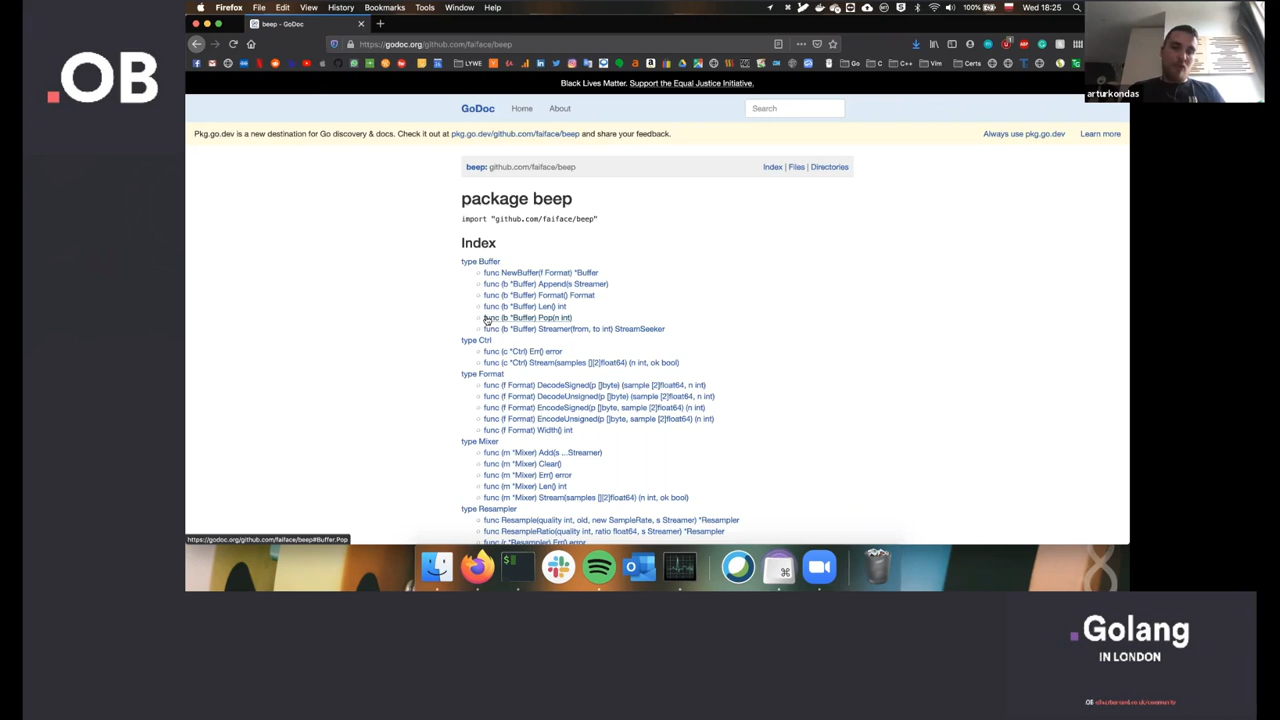 .OB
Firefox File Edit View History Bookmarks Tools Window Help
100% Wed 18:25
beep - GoDoc
https://godoc.org/github.com/faiface/beep
LYWE Go C C++ Vim Certs
arturkondas
Black Lives Matter. Support the Equal Justice Initiative.
GoDoc Home About Search
Pkg.go.dev is a new destination for Go discovery & docs. Check it out at pkg.go.dev/github.com/faiface/beep and share your feedback. Always use pkg.go.dev Learn more
beep: github.com/faiface/beep Index | Files | Directories
package beep
import "github.com/faiface/beep"
Index
type Buffer
func NewBuffer(f Format) *Buffer
func (b *Buffer) Append(s Streamer)
func (b *Buffer) Format() Format
func (b *Buffer) Len() int
func (b *Buffer) Pop(n int)
func (b *Buffer) Streamer(from, to int) StreamSeeker
type Ctrl
func (c *Ctrl) Err() error
func (c *Ctrl) Stream(samples [][2]float64) (n int, ok bool)
type Format
func (f Format) DecodeSigned(p []byte) (sample [2]float64, n int)
func (f Format) DecodeUnsigned(p []byte) (sample [2]float64, n int)
func (f Format) EncodeSigned(p []byte, sample [2]float64) (n int)
func (f Format) EncodeUnsigned(p []byte, sample [2]float64) (n int)
func (f Format) Width() int
type Mixer
func (m *Mixer) Add(s ...Streamer)
func (m *Mixer) Clear()
func (m *Mixer) Err() error
func (m *Mixer) Len() int
func (m *Mixer) Stream(samples [][2]float64) (n int, ok bool)
type Resampler
func Resample(quality int, old, new SampleRate, s Streamer) *Resampler
func ResampleRatio(quality int, ratio float64, s Streamer) *Resampler
func (r *Resampler) Err() error
https://godoc.org/github.com/faiface/beep#Buffer.Pop
.Golang
IN LONDON
.OB